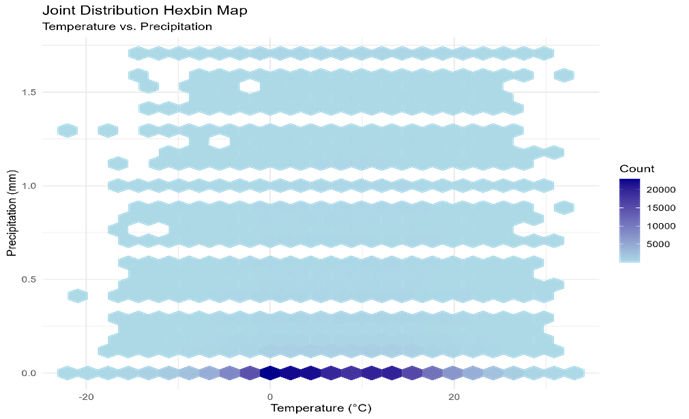 Joint Distribution Hexbin Map
Temperature vs. Precipitation
Precipitation (mm)
1.5
1.0
0.5
0.0
-20
0
20
Temperature (°C)
Count
20000
15000
10000
5000